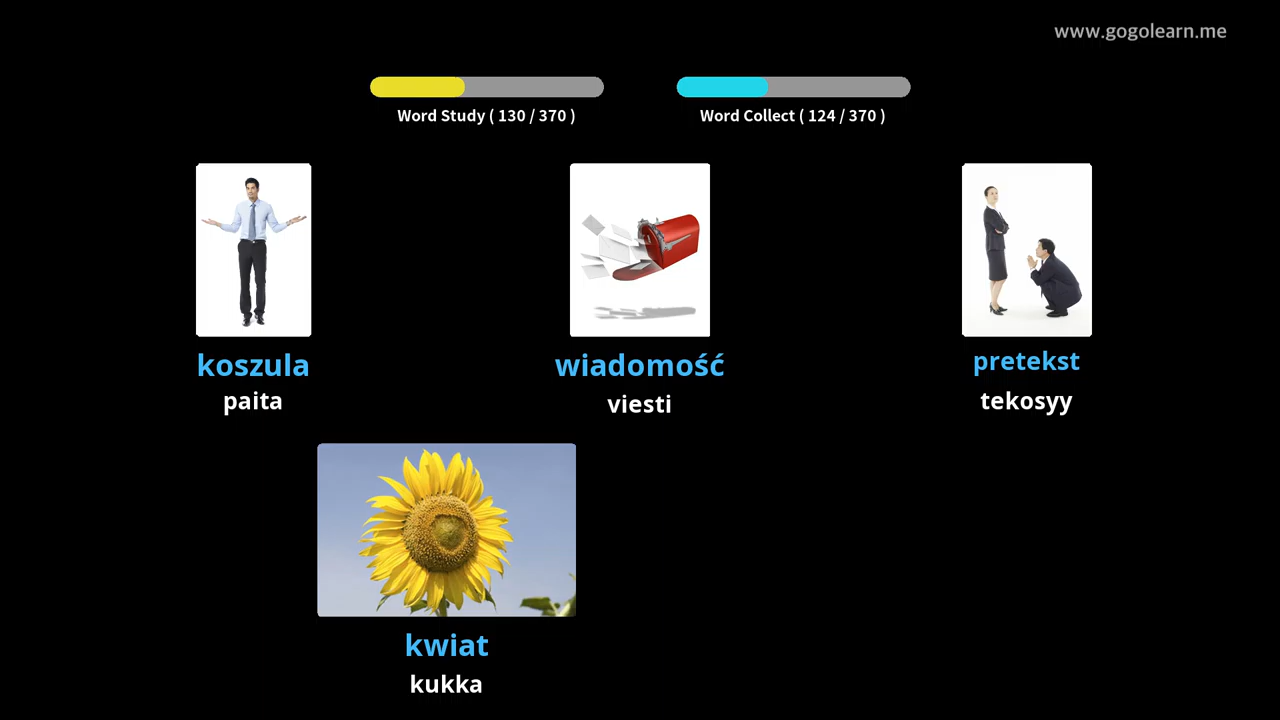 www.gogolearn.me
Word Study ( 130 / 370 )
Word Collect ( 124 / 370 )
koszula
paita
wiadomość
viesti
pretekst
tekosyy
kwiat
kukka